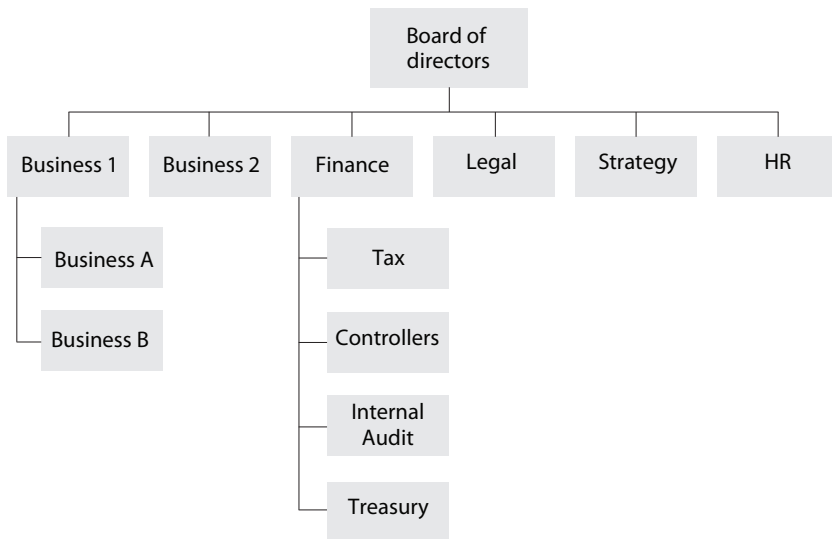 Board of
directors
Business 1
Business 2
Finance
Legal
Strategy
HR
Business A
Business B
Tax
Controllers
Internal
Audit
Treasury